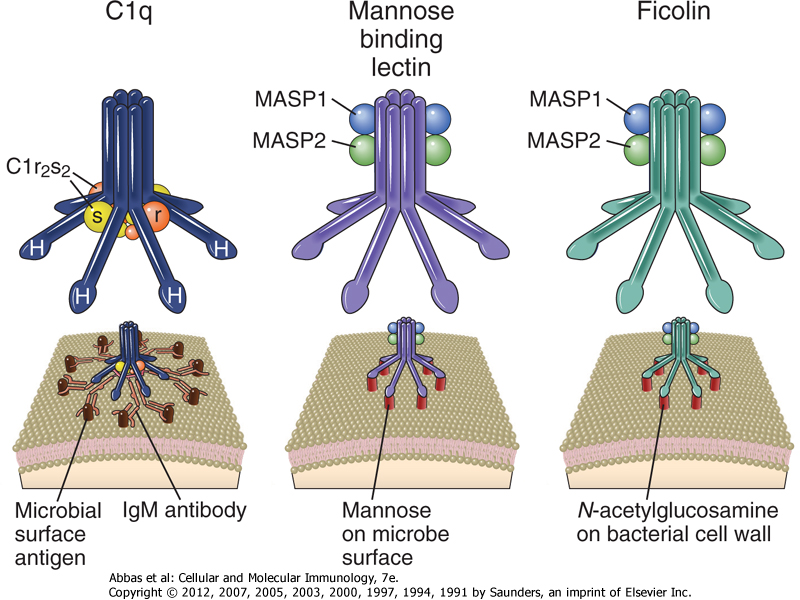 C1q
Mannose
binding
lectin
Ficolin
MASP1
MASP2
MASP1
MASP2
C1r₂s₂
s
r
H
H
H
H
Microbial
surface
antigen
IgM antibody
Mannose
on microbe
surface
N-acetylglucosamine
on bacterial cell wall
Abbas et al: Cellular and Molecular Immunology, 7e.
Copyright © 2012, 2007, 2005, 2003, 2000, 1997, 1994, 1991 by Saunders, an imprint of Elsevier Inc.